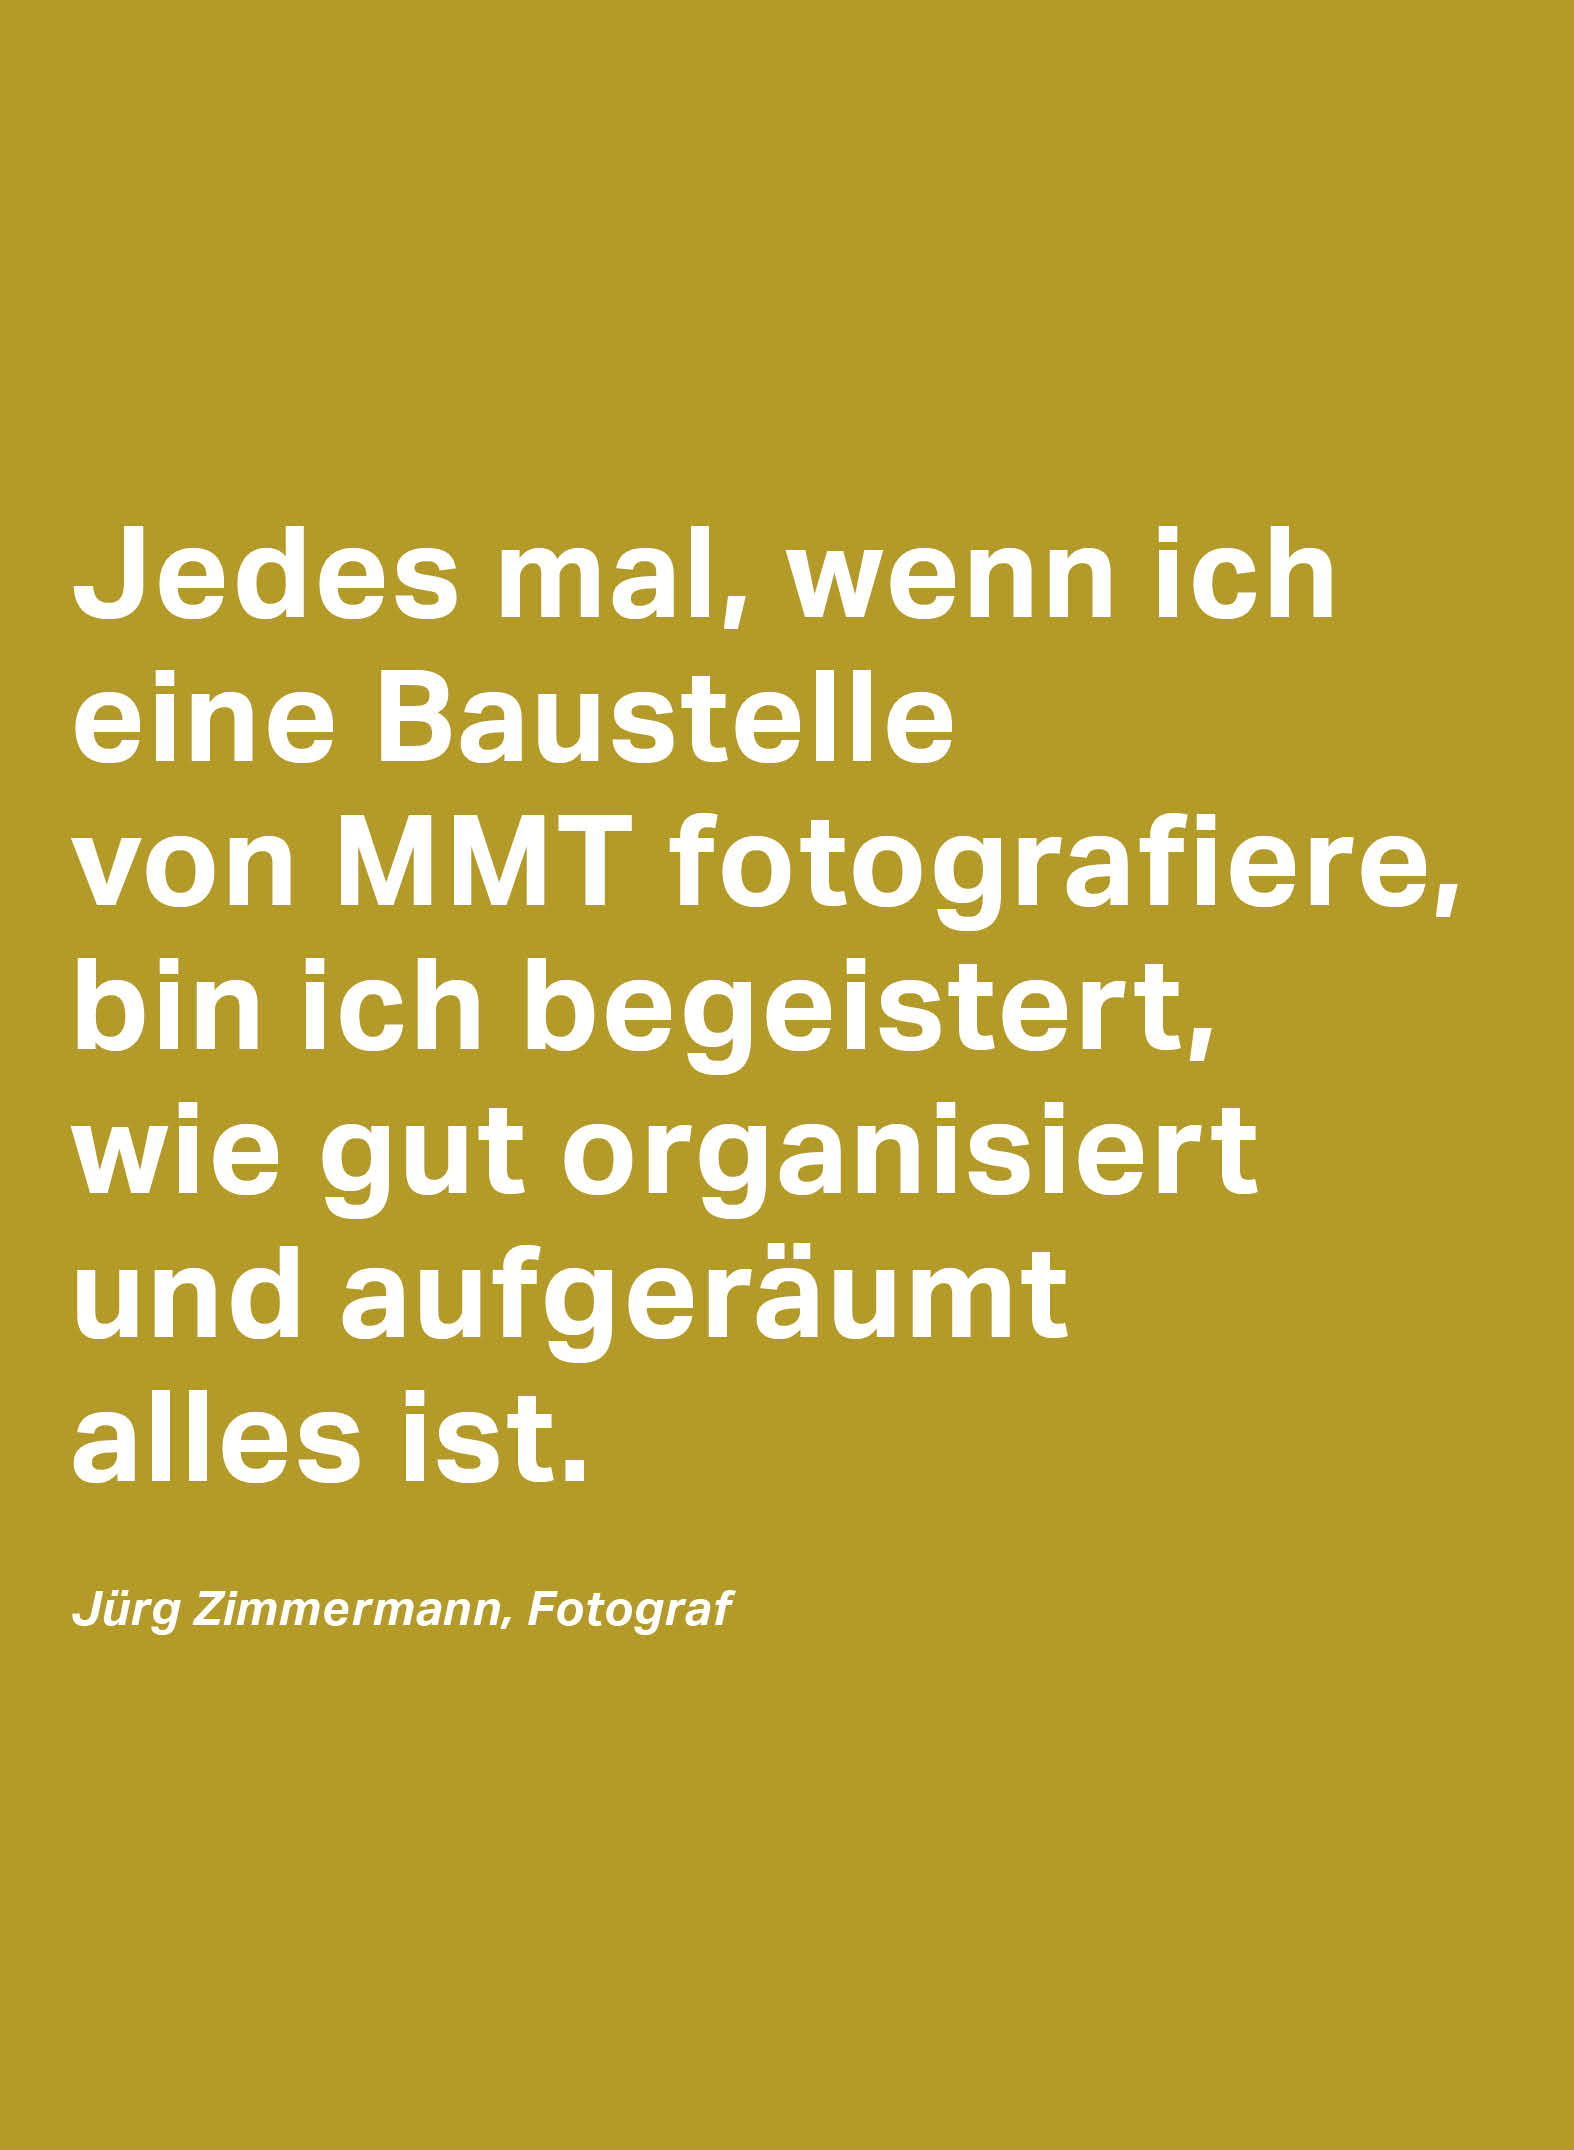 Jedes mal, wenn ich
eine Baustelle
von MMT fotografiere,
bin ich begeistert,
wie gut organisiert
und aufgeräumt
alles ist.
Jürg Zimmermann, Fotograf